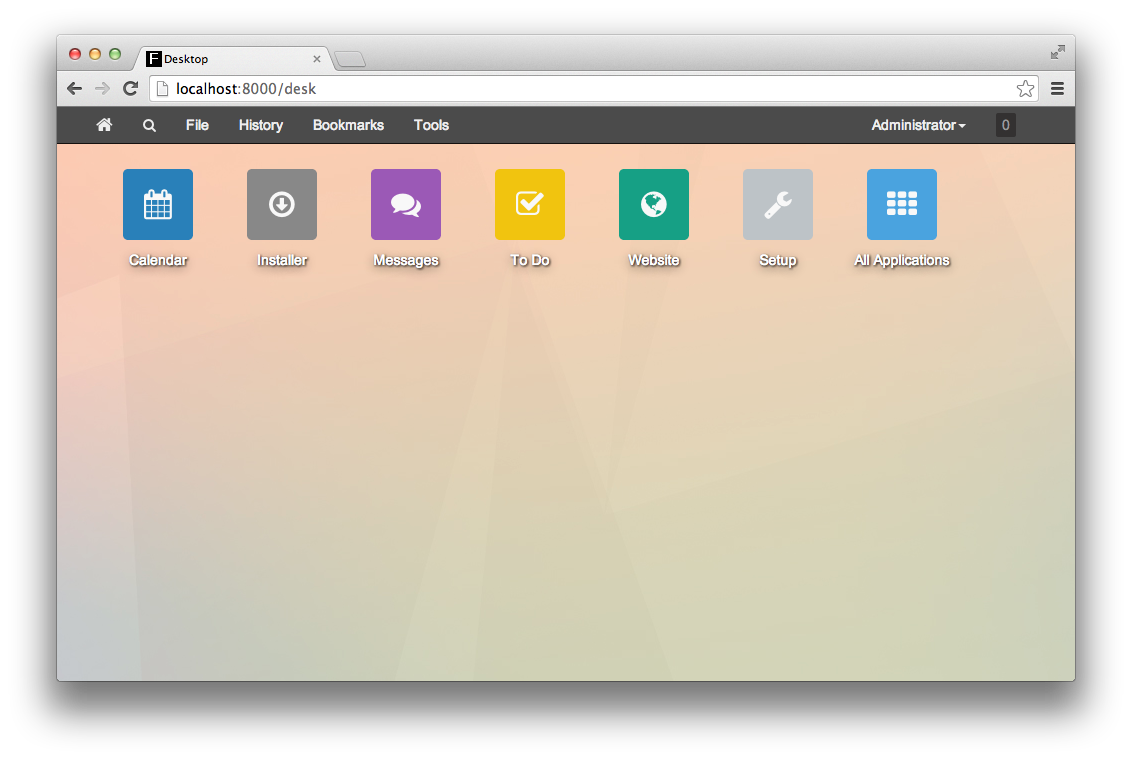 F Desktop
localhost:8000/desk
File History Bookmarks Tools Administrator 0
Calendar Installer Messages To Do Website Setup All Applications